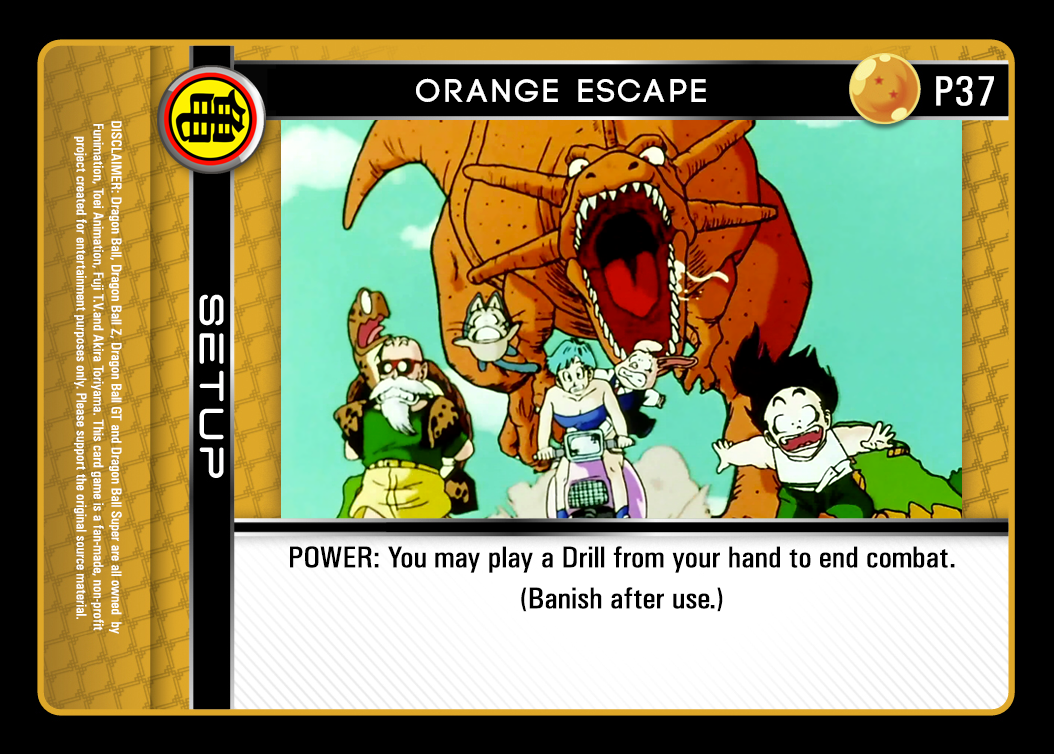 ORANGE ESCAPE
P37
SETUP
POWER: You may play a Drill from your hand to end combat.
(Banish after use.)
DISCLAIMER: Dragon Ball, Dragon Ball Z, Dragon Ball GT and Dragon Ball Super are all owned by
Funimation, Toei Animation, Fuji T.V.and Akira Toriyama. This card game is a fan-made, non-profit
project created for entertainment purposes only. Please support the original source material.